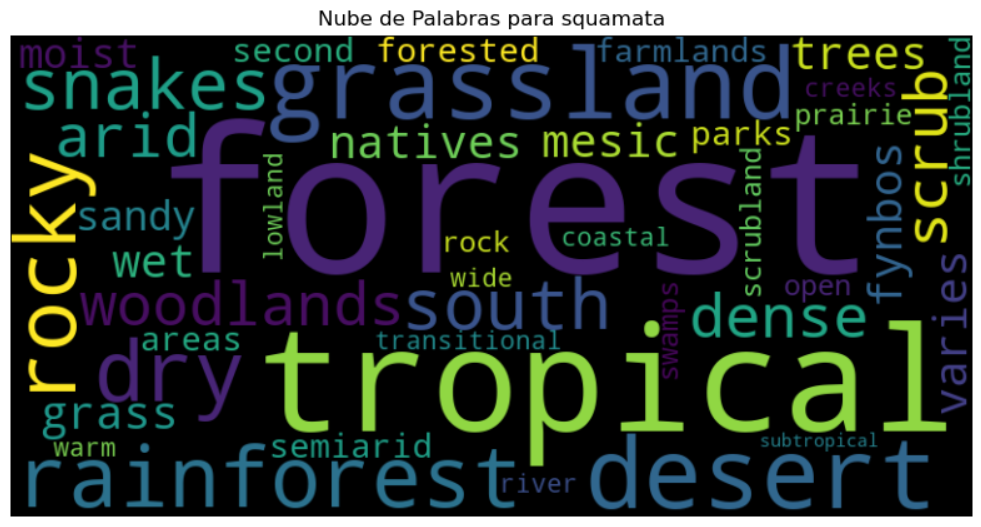 Nube de Palabras para squamata
moist
second
forested
farmlands
trees
shrubland
snakes
grassland
creeks
scrub
prairie
arid
natives
mesic
parks
forest
rocky
lowland
scrubland
fynbos
sandy
rock
coastal
wet
wide
open
varies
woodlands
south
swamps
dense
areas
transitional
dry
tropical
grass
warm
semiarid
subtropical
rainforest
river
desert